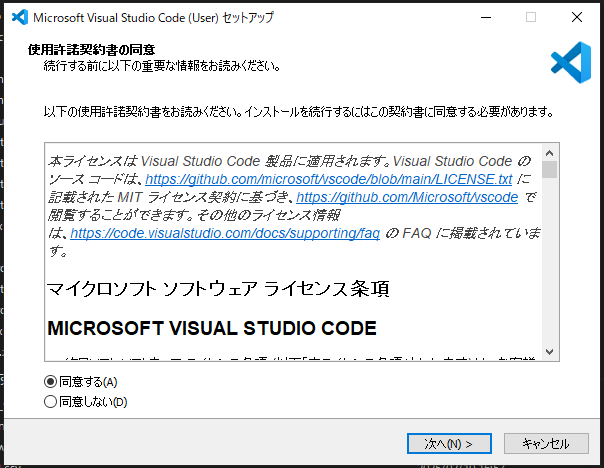 Microsoft Visual Studio Code (User) セットアップ
使用許諾契約書の同意
続行する前に以下の重要な情報をお読みください。
以下の使用許諾契約書をお読みください。インストールを続行するにはこの契約書に同意する必要があります。
本ライセンスは Visual Studio Code 製品に適用されます。Visual Studio Code の
ソース コードは、https://github.com/microsoft/vscode/blob/main/LICENSE.txt に
記載された MIT ライセンス契約に基づき、https://github.com/Microsoft/vscode で
閲覧することができます。その他のライセンス情報
は、https://code.visualstudio.com/docs/supporting/faq の FAQ に掲載されていま
す。
マイクロソフト ソフトウェア ライセンス条項
MICROSOFT VISUAL STUDIO CODE
同意する(A)
同意しない(D)
次へ(N) >
キャンセル